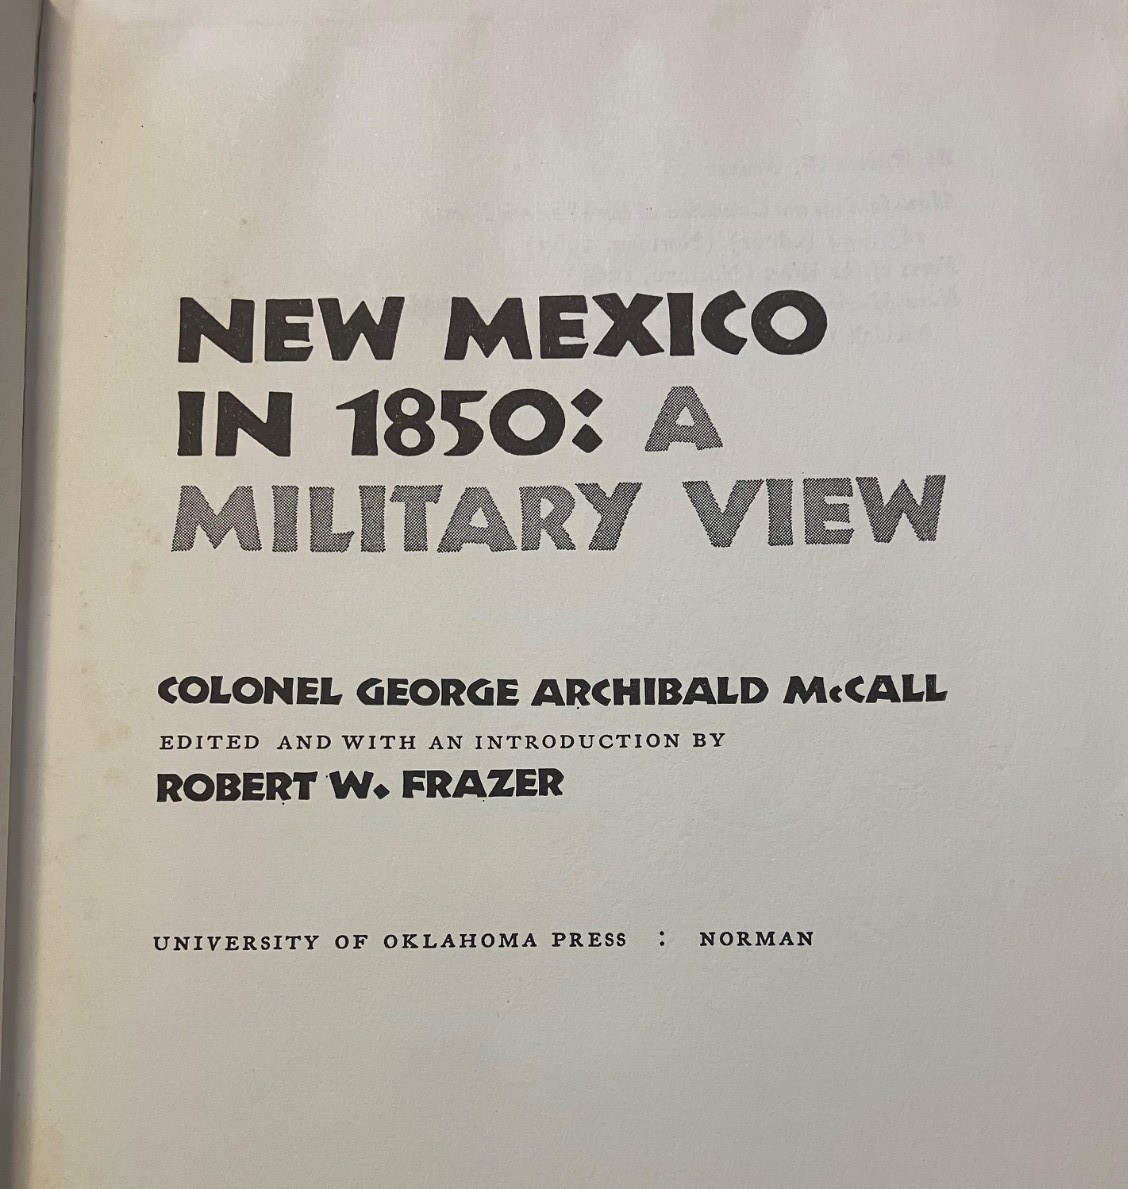 NEW MEXICO
IN 1850: A
MILITARY VIEW
COLONEL GEORGE ARCHIBALD McCALL
EDITED AND WITH AN INTRODUCTION BY
ROBERT W. FRAZER
UNIVERSITY OF OKLAHOMA PRESS : NORMAN